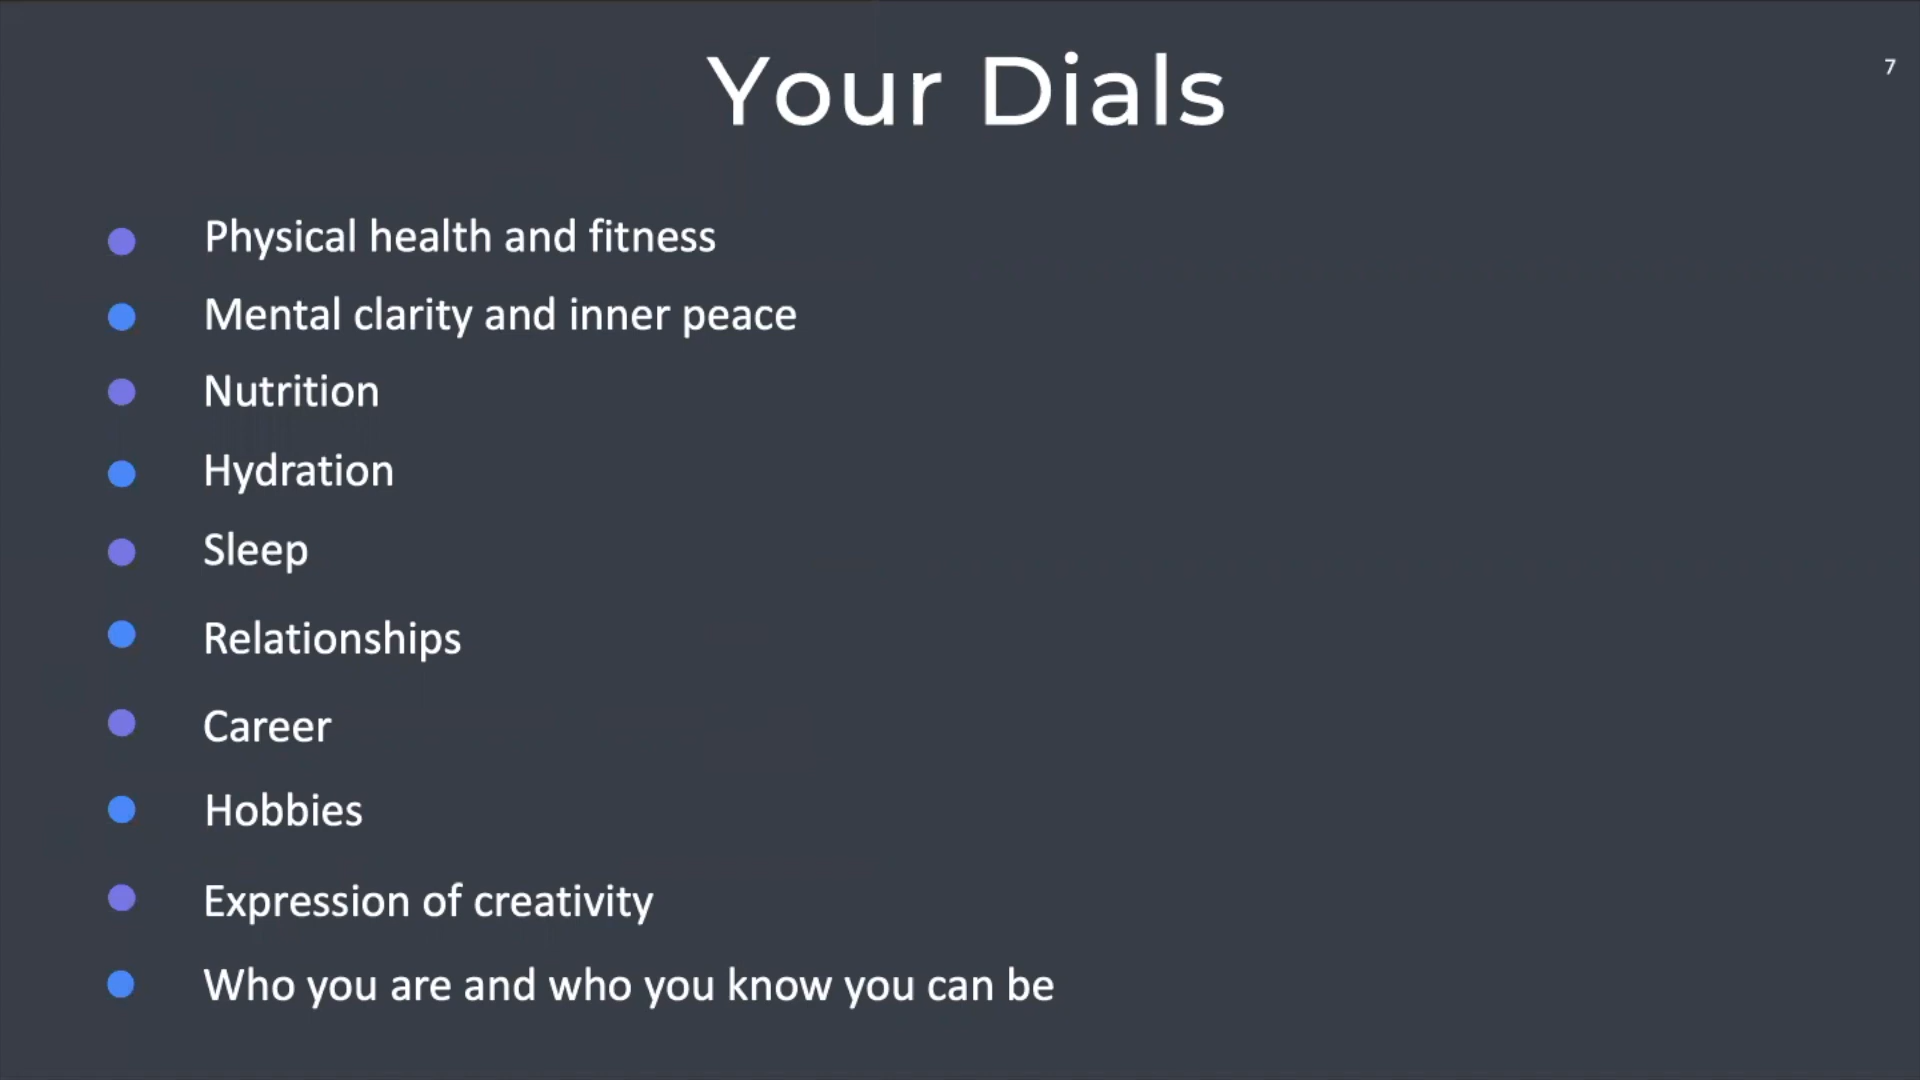 Your Dials
7
Physical health and fitness
Mental clarity and inner peace
Nutrition
Hydration
Sleep
Relationships
Career
Hobbies
Expression of creativity
Who you are and who you know you can be